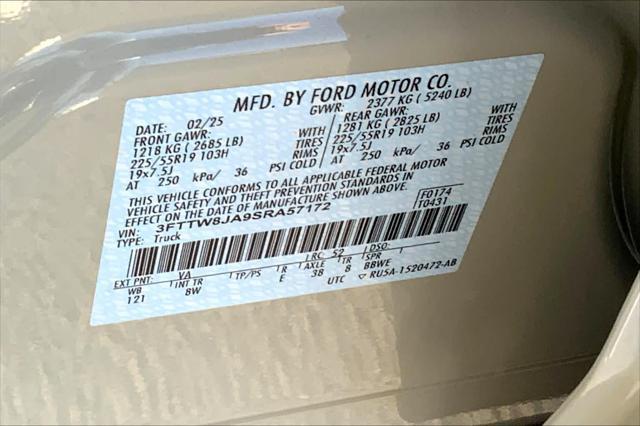 MFD. BY FORD MOTOR CO.
DATE: 02/25 GVWR: 2377 KG ( 5240 LB)
FRONT GAWR: REAR GAWR:
1218 KG ( 2685 LB) WITH 1281 KG ( 2825 LB) WITH
225/55R19 103H TIRES 225/55R19 103H TIRES
19x7.5J RIMS 19x7.5J RIMS
AT 250 kPa/ 36 PSI COLD AT 250 kPa/ 36 PSI COLD
THIS VEHICLE CONFORMS TO ALL APPLICABLE FEDERAL MOTOR
VEHICLE SAFETY AND THEFT PREVENTION STANDARDS IN
EFFECT ON THE DATE OF MANUFACTURE SHOWN ABOVE.
VIN: 3FTTW8JA9SRA57172 F0174
TYPE: Truck T0431
EXT PNT: VA LRC: 52 LDSO:
WB INT TR TP/PS R AXLE TR SPR
121 8W E 38 8 BBWE
UTC RU5A-1520472-AB